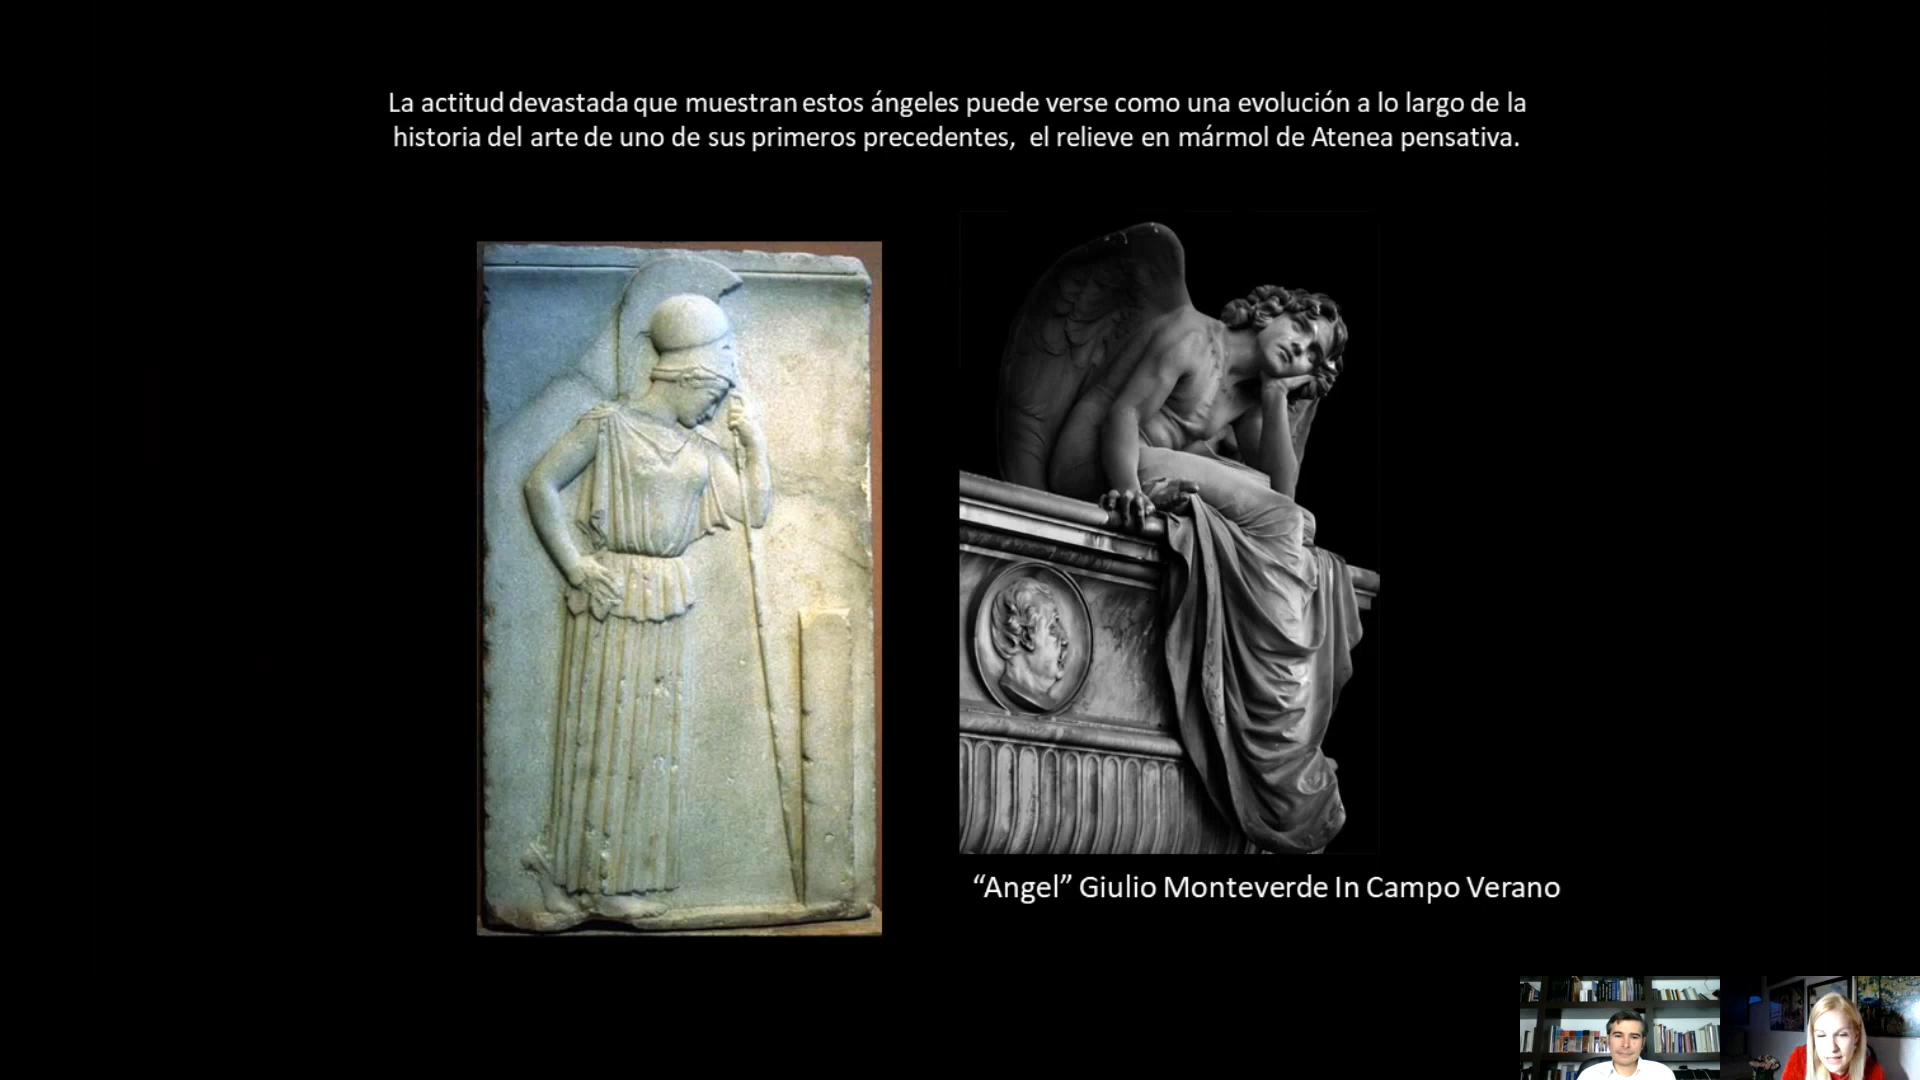 La actitud devastada que muestran estos ángeles puede verse como una evolución a lo largo de la
historia del arte de uno de sus primeros precedentes, el relieve en mármol de Atenea pensativa.
“Angel” Giulio Monteverde In Campo Verano